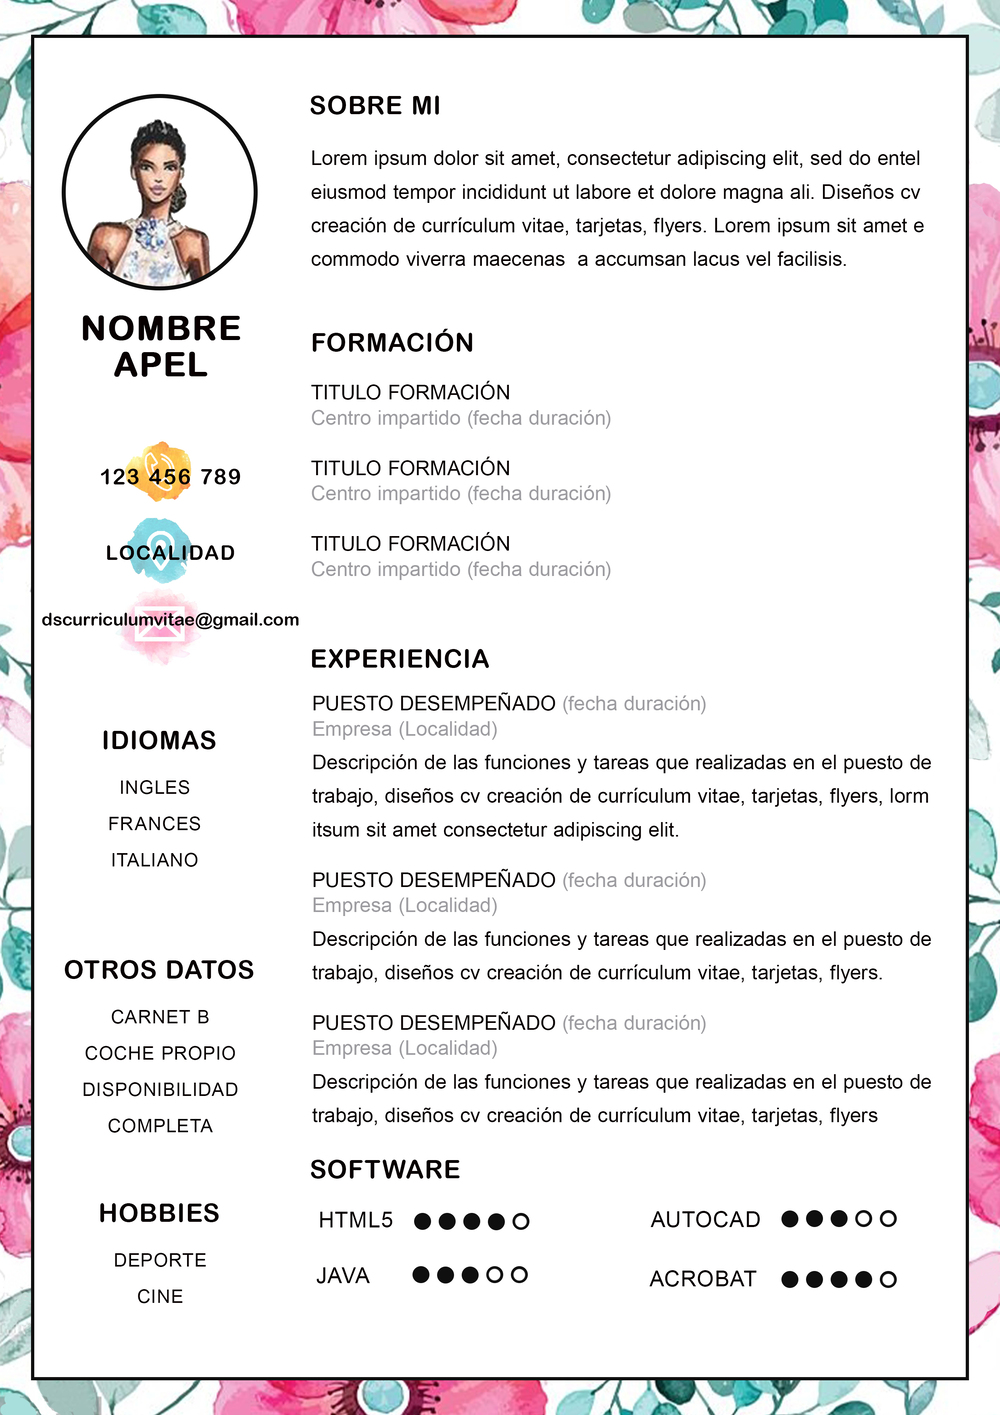 NOMBRE
APEL
123 456 789
LOCALIDAD
dscurriculumvitae@gmail.com
IDIOMAS
INGLES
FRANCES
ITALIANO
OTROS DATOS
CARNET B
COCHE PROPIO
DISPONIBILIDAD
COMPLETA
HOBBIES
DEPORTE
CINE
SOBRE MI
Lorem ipsum dolor sit amet, consectetur adipiscing elit, sed do entel
eiusmod tempor incididunt ut labore et dolore magna ali. Diseños cv
creación de currículum vitae, tarjetas, flyers. Lorem ipsum sit amet e
commodo viverra maecenas  a accumsan lacus vel facilisis.
FORMACIÓN
TITULO FORMACIÓN
Centro impartido (fecha duración)
TITULO FORMACIÓN
Centro impartido (fecha duración)
TITULO FORMACIÓN
Centro impartido (fecha duración)
EXPERIENCIA
PUESTO DESEMPEÑADO (fecha duración)
Empresa (Localidad)
Descripción de las funciones y tareas que realizadas en el puesto de
trabajo, diseños cv creación de currículum vitae, tarjetas, flyers, lorm
itsum sit amet consectetur adipiscing elit.
PUESTO DESEMPEÑADO (fecha duración)
Empresa (Localidad)
Descripción de las funciones y tareas que realizadas en el puesto de
trabajo, diseños cv creación de currículum vitae, tarjetas, flyers.
PUESTO DESEMPEÑADO (fecha duración)
Empresa (Localidad)
Descripción de las funciones y tareas que realizadas en el puesto de
trabajo, diseños cv creación de currículum vitae, tarjetas, flyers
SOFTWARE
HTML5
AUTOCAD
JAVA
ACROBAT